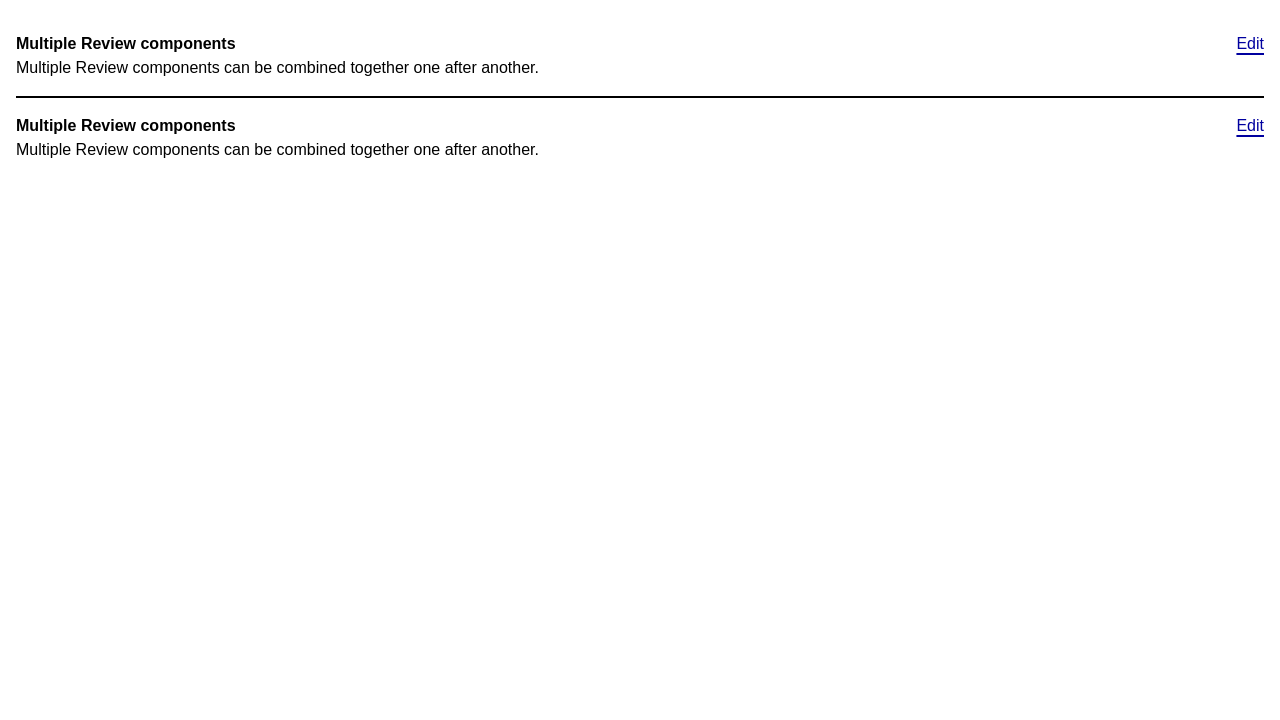 Multiple Review components
Edit
Multiple Review components can be combined together one after another.
Multiple Review components
Edit
Multiple Review components can be combined together one after another.